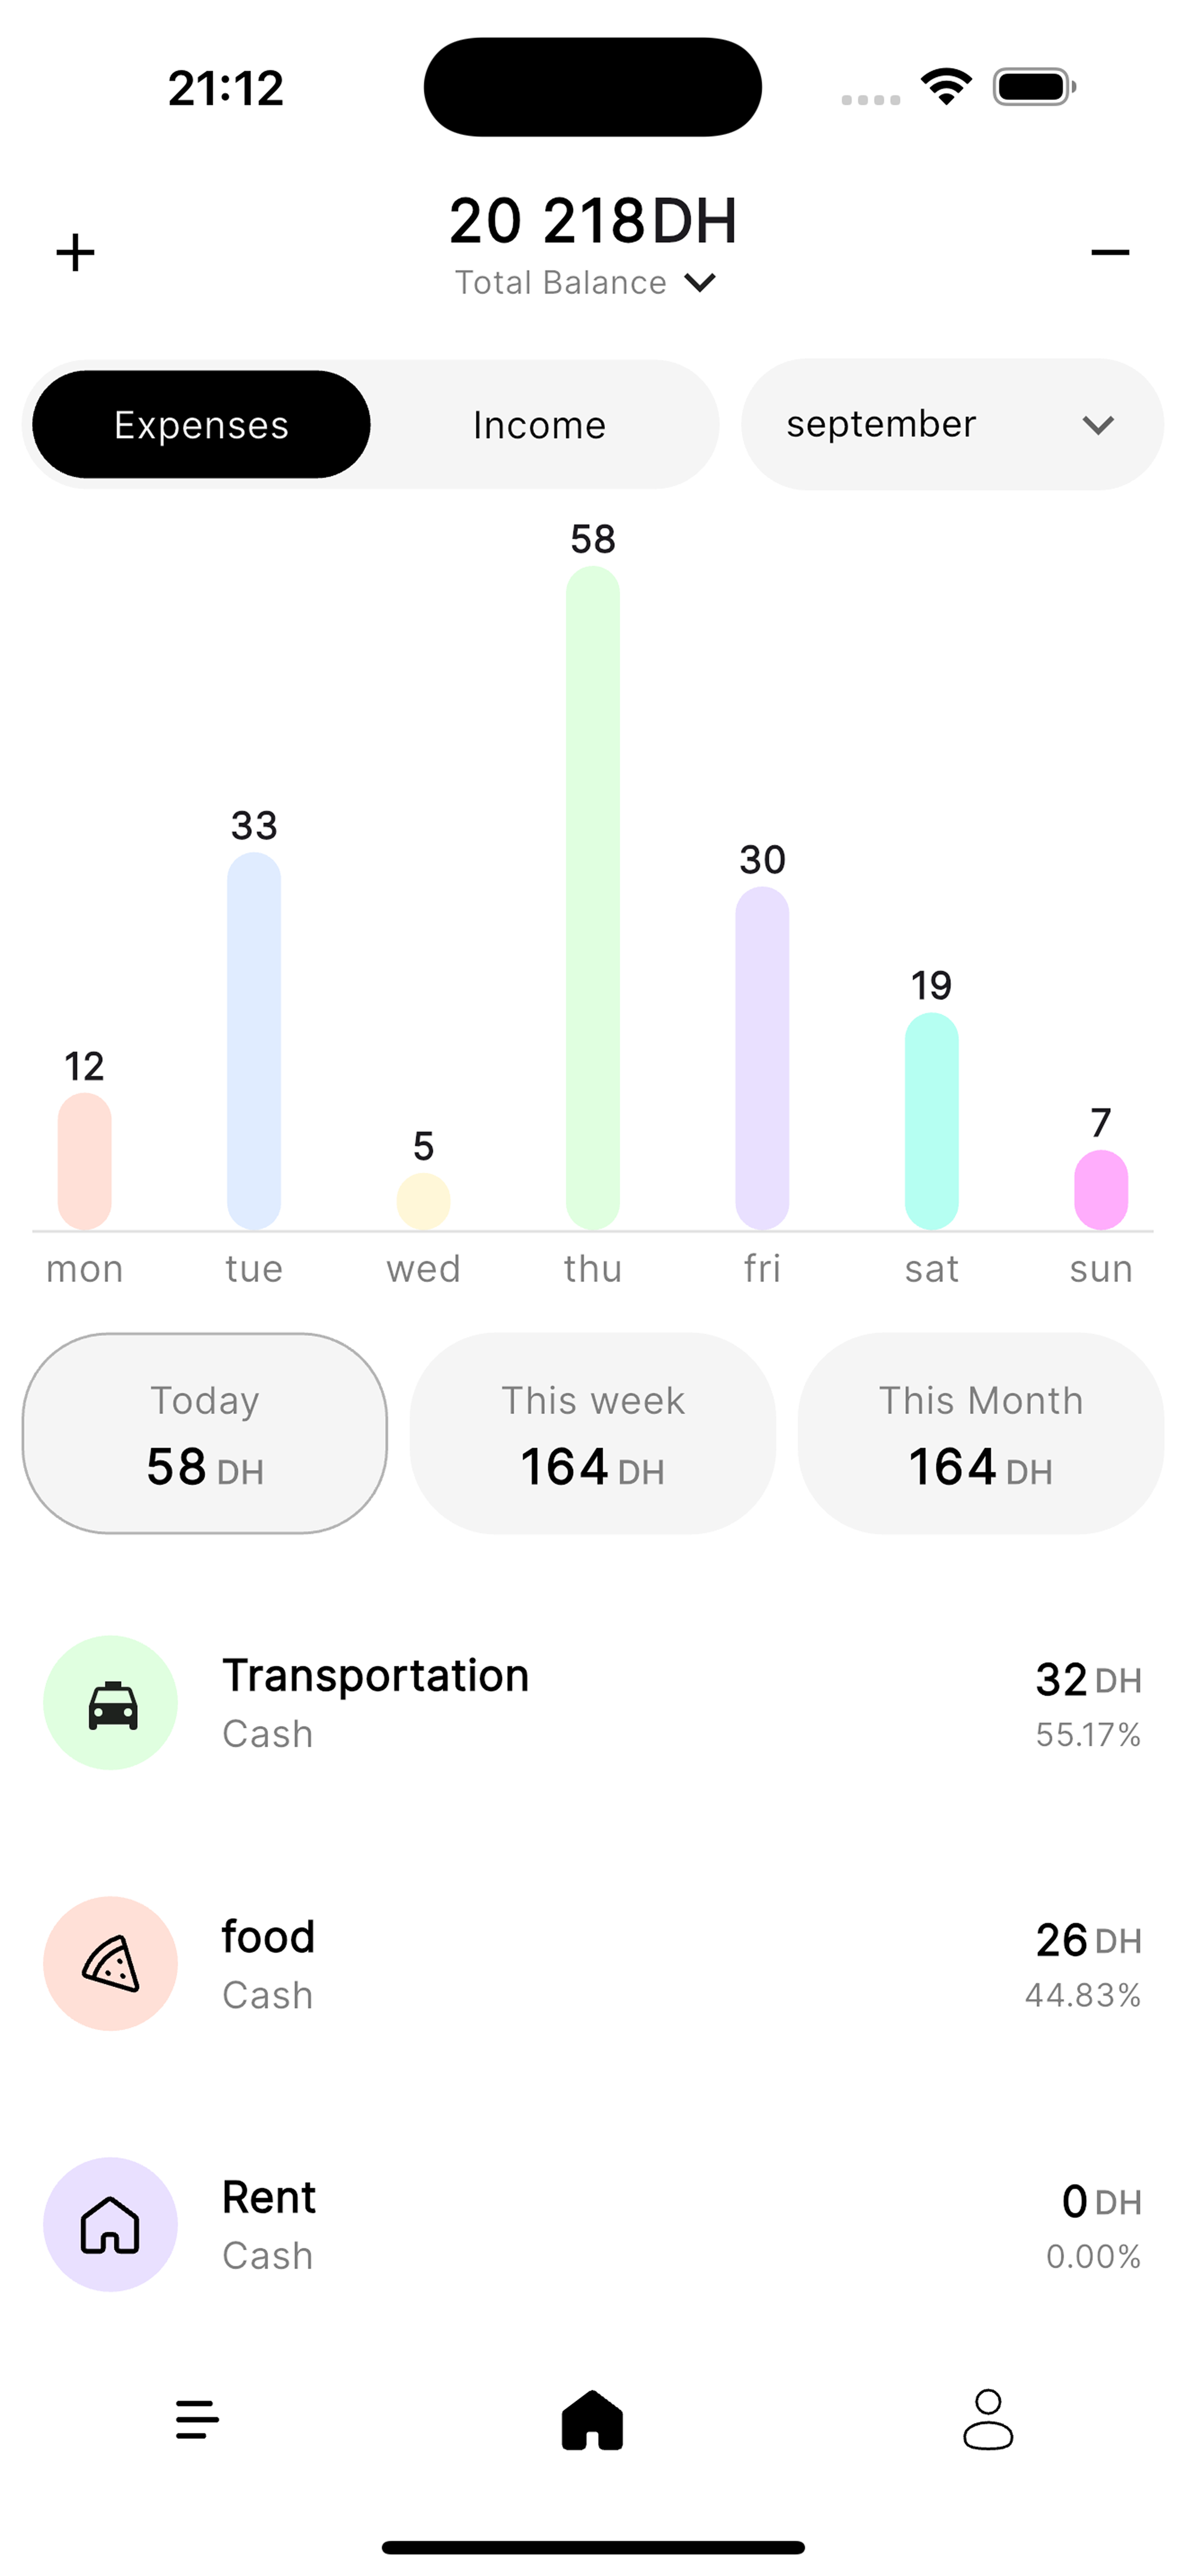 21:12
20 218DH
Total Balance
Expenses Income september
58
33
30
19
12
7
5
mon tue wed thu fri sat sun
Today This week This Month
58 DH 164 DH 164 DH
Transportation 32 DH
Cash 55.17%
food 26 DH
Cash 44.83%
Rent 0 DH
Cash 0.00%